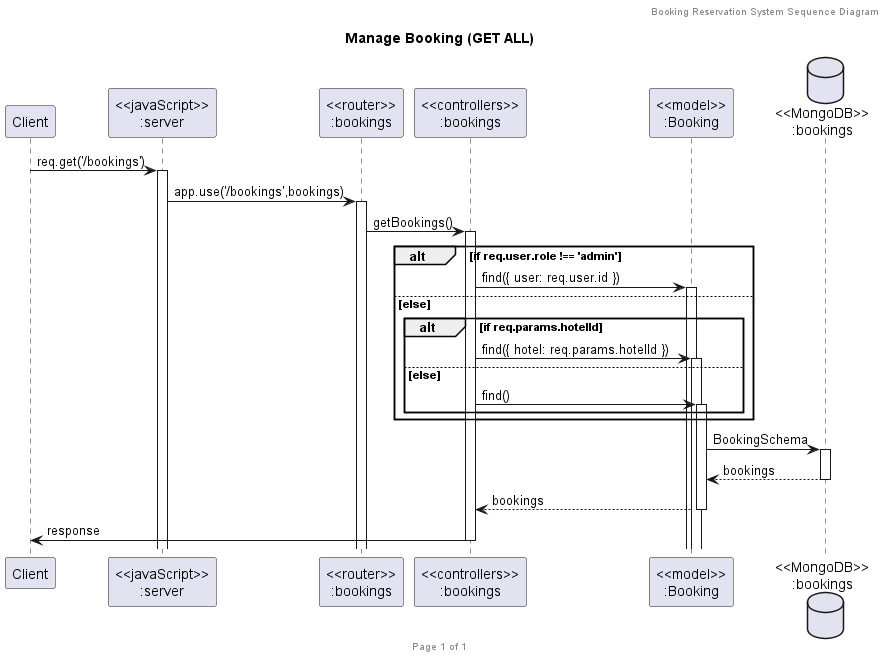 Booking Reservation System Sequence Diagram
Manage Booking (GET ALL)
Client
<<javaScript>>
:server
<<router>>
:bookings
<<controllers>>
:bookings
<<model>>
:Booking
<<MongoDB>>
:bookings
req.get('/bookings')
app.use('/bookings',bookings)
getBookings()
alt
[if req.user.role !== 'admin']
find({ user: req.user.id })
[else]
alt
[if req.params.hotelId]
find({ hotel: req.params.hotelId })
[else]
find()
BookingSchema
bookings
bookings
response
Client
<<javaScript>>
:server
<<router>>
:bookings
<<controllers>>
:bookings
<<model>>
:Booking
<<MongoDB>>
:bookings
Page 1 of 1